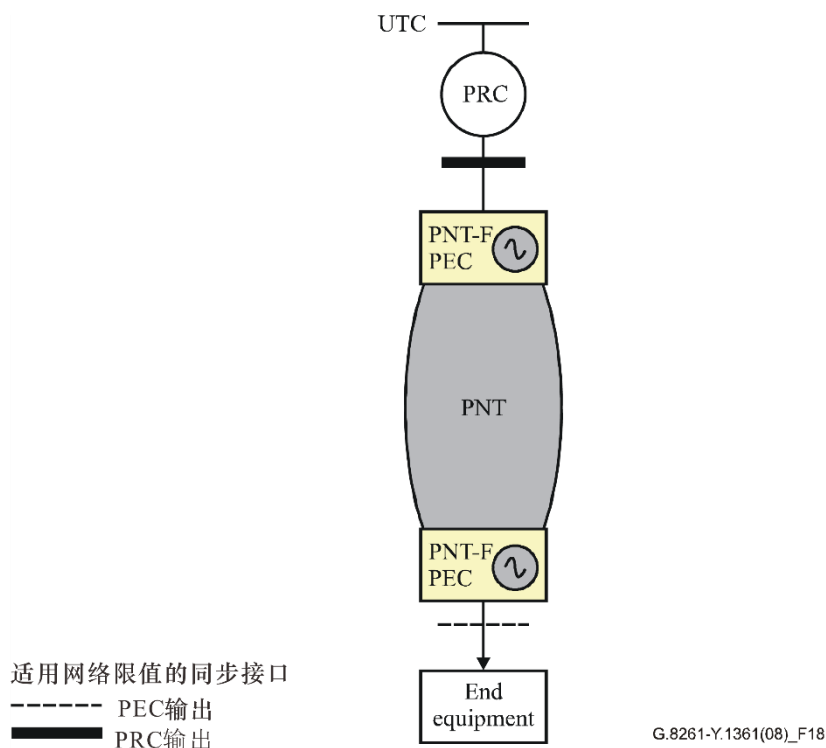 UTC
PRC
PNT-F
PEC
PNT
PNT-F
PEC
End
equipment
适用网络限值的同步接口
PEC输出
PRC输出
G.8261-Y.1361(08)_F18